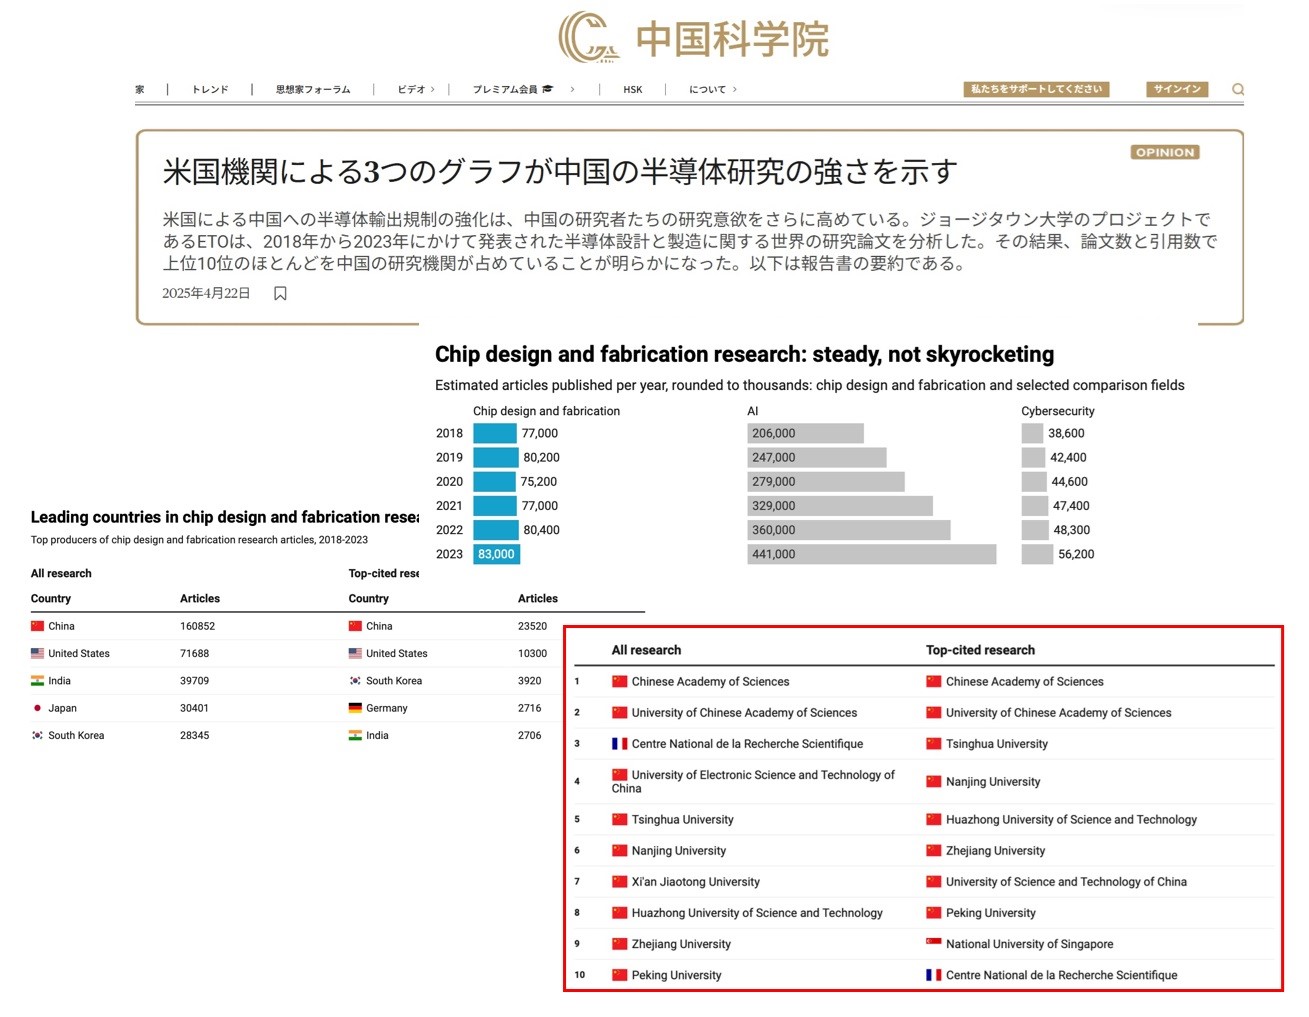 中国科学院
家 | トレンド | 思想家フォーラム | ビデオ | プレミアム会員 | HSK | について
私たちをサポートしてください サインイン
OPINION
米国機関による3つのグラフが中国の半導体研究の強さを示す
米国による中国への半導体輸出規制の強化は、中国の研究者たちの研究意欲をさらに高めている。ジョージタウン大学のプロジェクトで
あるETOは、2018年から2023年にかけて発表された半導体設計と製造に関する世界の研究論文を分析した。その結果、論文数と引用数で
上位10位のほとんどを中国の研究機関が占めていることが明らかになった。以下は報告書の要約である。
2025年4月22日
Chip design and fabrication research: steady, not skyrocketing
Estimated articles published per year, rounded to thousands: chip design and fabrication and selected comparison fields
Chip design and fabrication AI Cybersecurity
2018 77,000 206,000 38,600
2019 80,200 247,000 42,400
2020 75,200 279,000 44,600
2021 77,000 329,000 47,400
2022 80,400 360,000 48,300
2023 83,000 441,000 56,200
Leading countries in chip design and fabrication resea
Top producers of chip design and fabrication research articles, 2018-2023
All research Top-cited rese
Country Articles Country Articles
China 160852 China 23520
United States 71688 United States 10300
India 39709 South Korea 3920
Japan 30401 Germany 2716
South Korea 28345 India 2706
All research Top-cited research
1 Chinese Academy of Sciences Chinese Academy of Sciences
2 University of Chinese Academy of Sciences University of Chinese Academy of Sciences
3 Centre National de la Recherche Scientifique Tsinghua University
4 University of Electronic Science and Technology of
China Nanjing University
5 Tsinghua University Huazhong University of Science and Technology
6 Nanjing University Zhejiang University
7 Xi'an Jiaotong University University of Science and Technology of China
8 Huazhong University of Science and Technology Peking University
9 Zhejiang University National University of Singapore
10 Peking University Centre National de la Recherche Scientifique